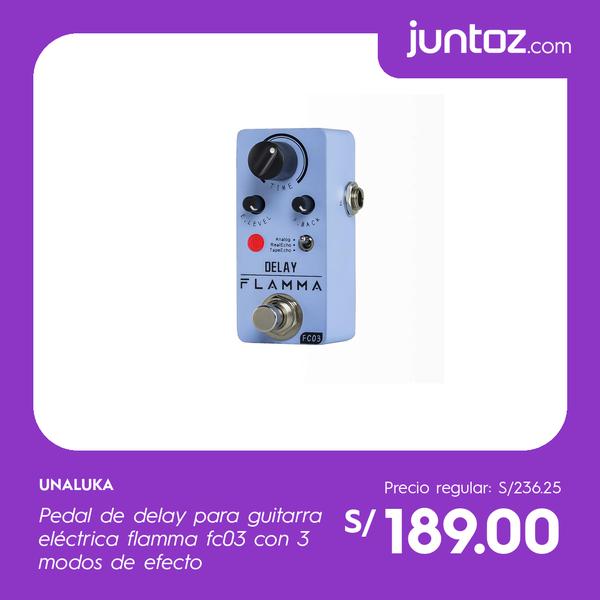 juntoz.com
TIME
E.LEVEL
F.BACK
Analog
RealEcho
TapeEcho
DELAY
FLAMMA
FC03
UNALUKA
Pedal de delay para guitarra
eléctrica flamma fc03 con 3
modos de efecto
Precio regular: S/236.25
S/189.00